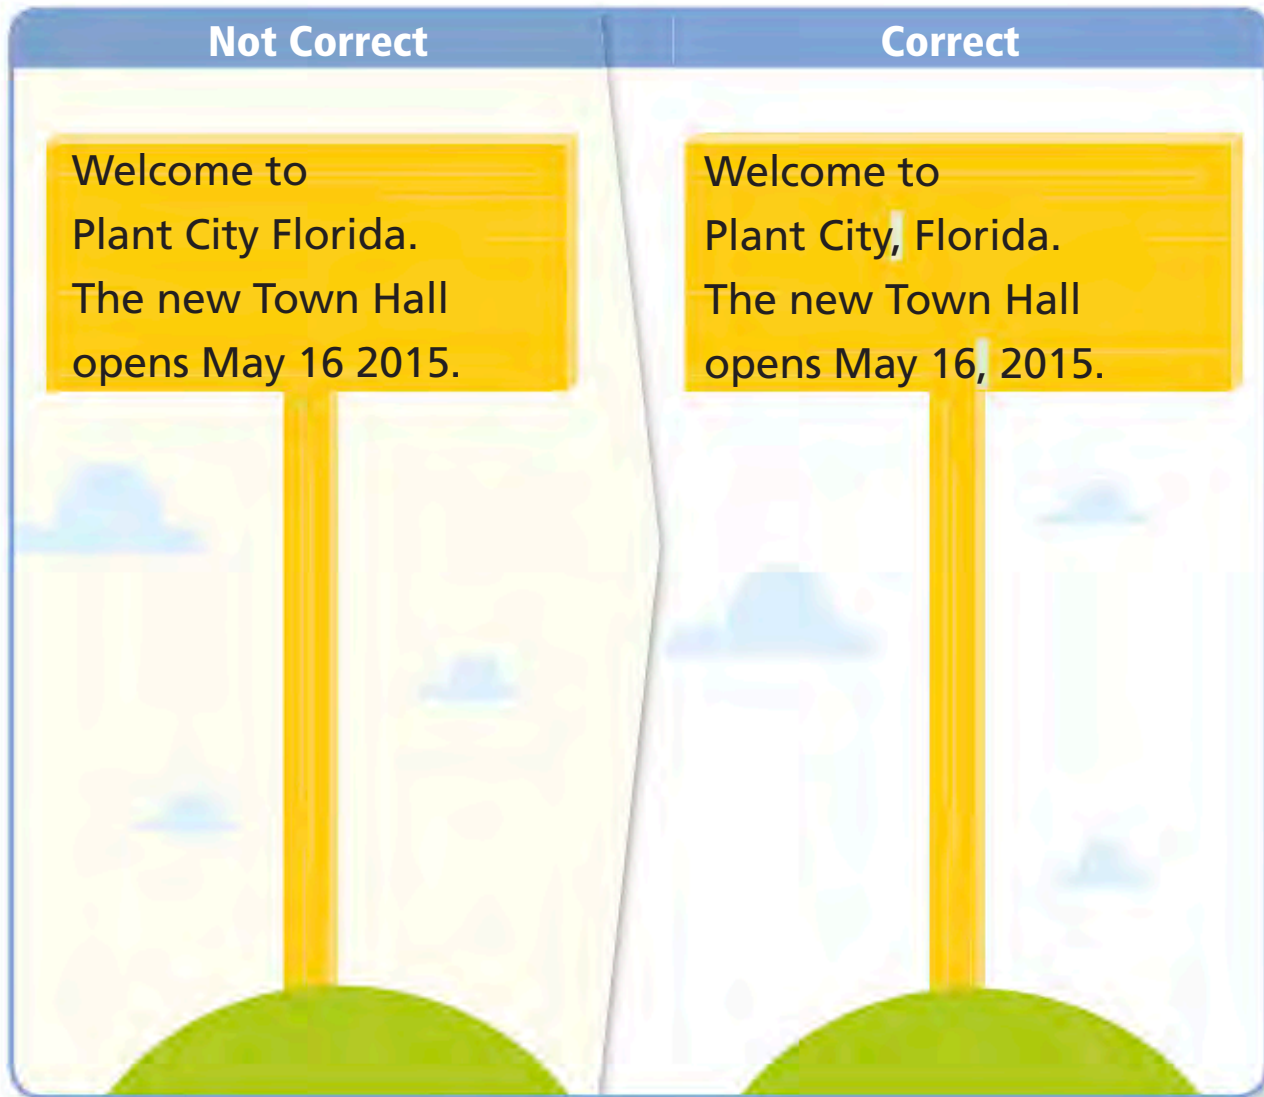 Not Correct
Welcome to
Plant City Florida.
The new Town Hall
opens May 16 2015.
Correct
Welcome to
Plant City, Florida.
The new Town Hall
opens May 16, 2015.